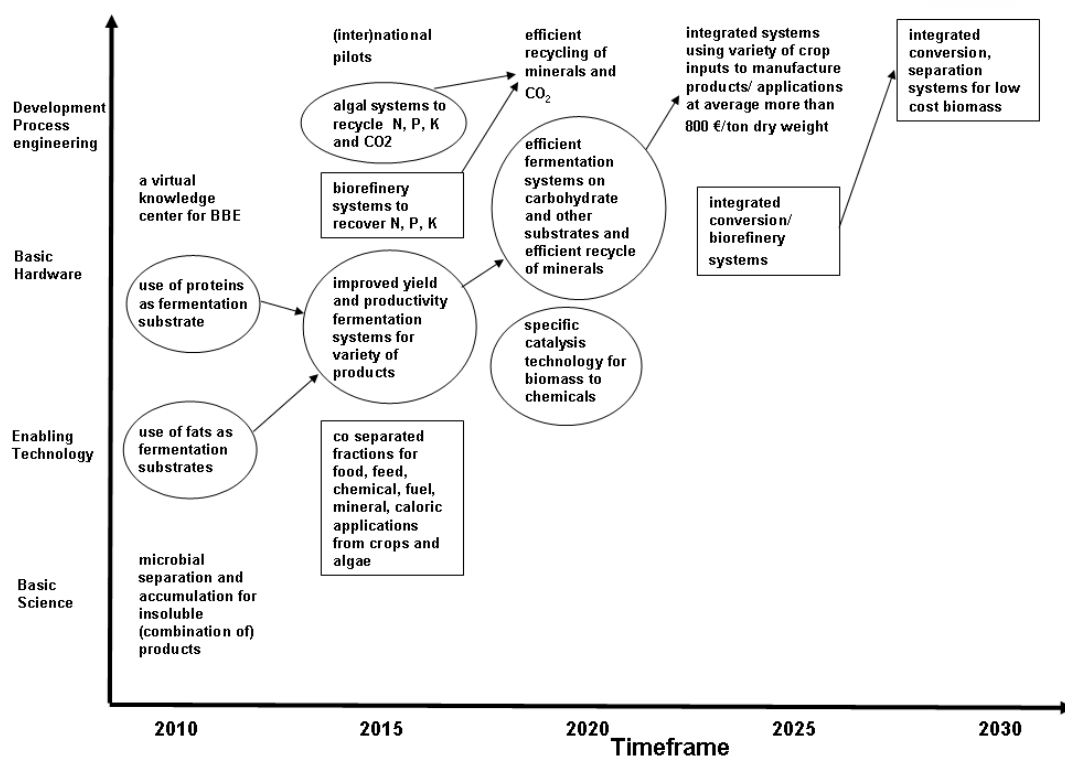 Development
Process
engineering
Basic
Hardware
Enabling
Technology
Basic
Science
a virtual
knowledge
center for BBE
use of proteins
as fermentation
substrate
use of fats as
fermentation
substrates
microbial
separation and
accumulation for
insoluble
(combination of)
products
(inter)national
pilots
algal systems to
recycle N, P, K
and CO2
biorefinery
systems to
recover N, P, K
improved yield
and productivity
fermentation
systems for
variety of
products
co separated
fractions for
food, feed,
chemical, fuel,
mineral, caloric
applications
from crops and
algae
efficient
recycling of
minerals and
CO₂
efficient
fermentation
systems on
carbohydrate
and other
substrates and
efficient recycle
of minerals
specific
catalysis
technology for
biomass to
chemicals
integrated systems
using variety of crop
inputs to manufacture
products/ applications
at average more than
800 €/ton dry weight
integrated
conversion/
biorefinery
systems
integrated
conversion,
separation
systems for low
cost biomass
2010 2015 2020 2025 2030
Timeframe